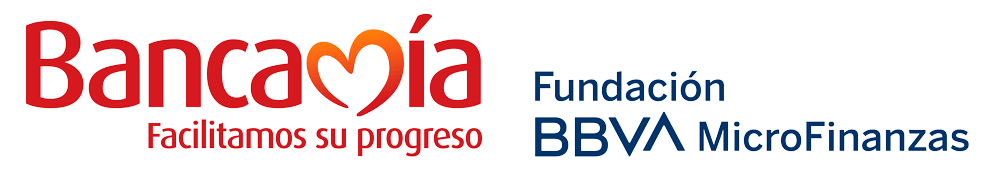 Bancamía
Facilitamos su progreso
Fundación
BBVA MicroFinanzas